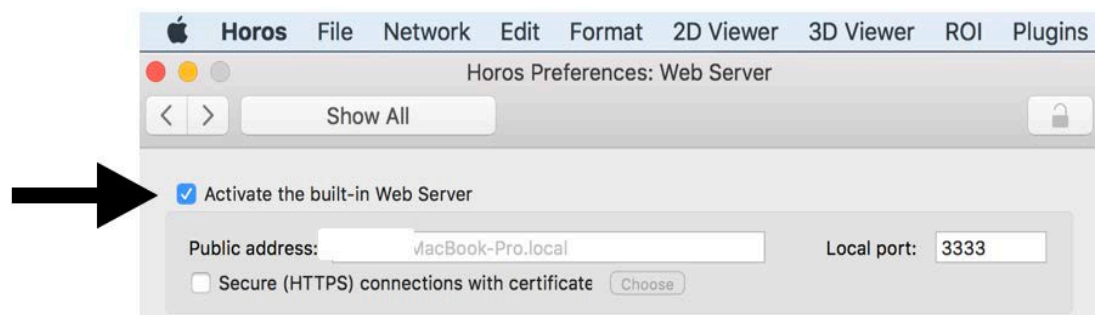 Horos File Network Edit Format 2D Viewer 3D Viewer ROI Plugins
Horos Preferences: Web Server
Show All
Activate the built-in Web Server
Public address: MacBook-Pro.local Local port: 3333
Secure (HTTPS) connections with certificate Choose